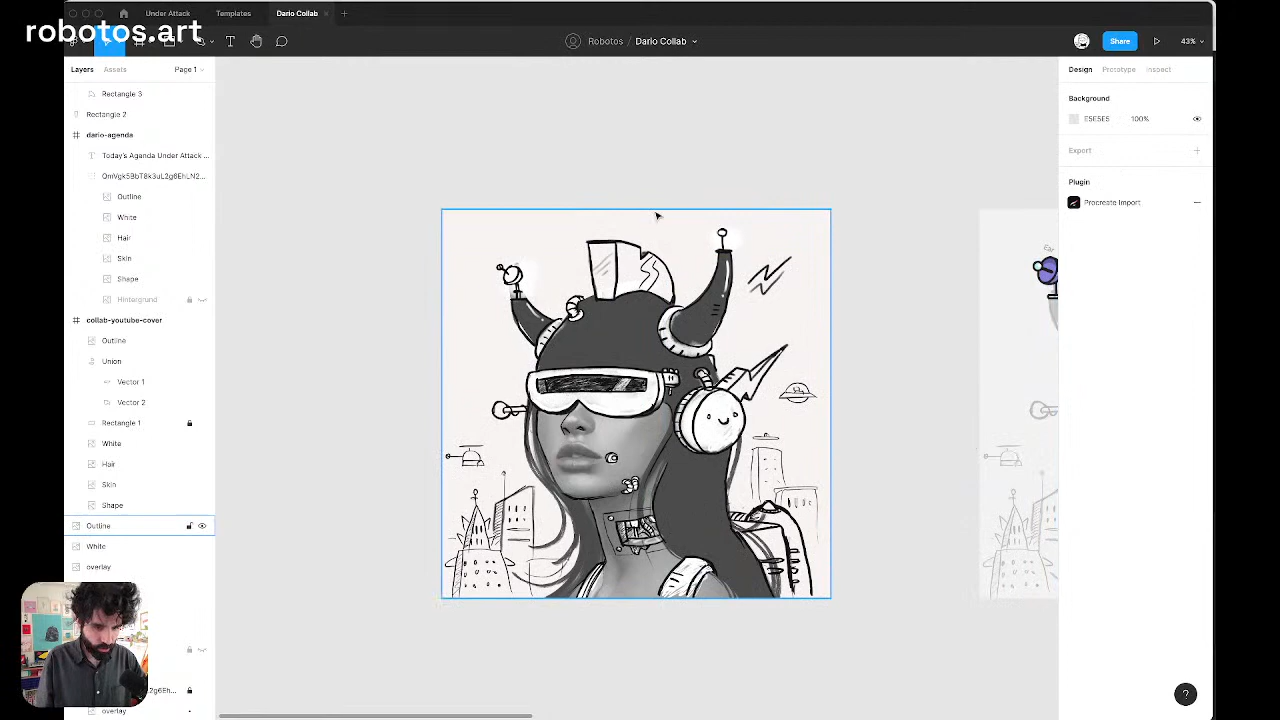 robotos.art
Under Attack
Templates
Dario Collab
Robotos / Dario Collab
Share
43%
Layers
Assets
Page 1
Rectangle 3
Rectangle 2
dario-agenda
Today's Agenda Under Attack ...
Outline
White
Hair
Skin
Shape
Hintergrund
collab-youtube-cover
Outline
Union
Vector 1
Vector 2
Rectangle 1
White
Hair
Skin
Shape
Outline
White
overlay
overlay
Ear
Design
Prototype
Inspect
Background
E5E5E5
100%
Export
Plugin
Procreate Import
?